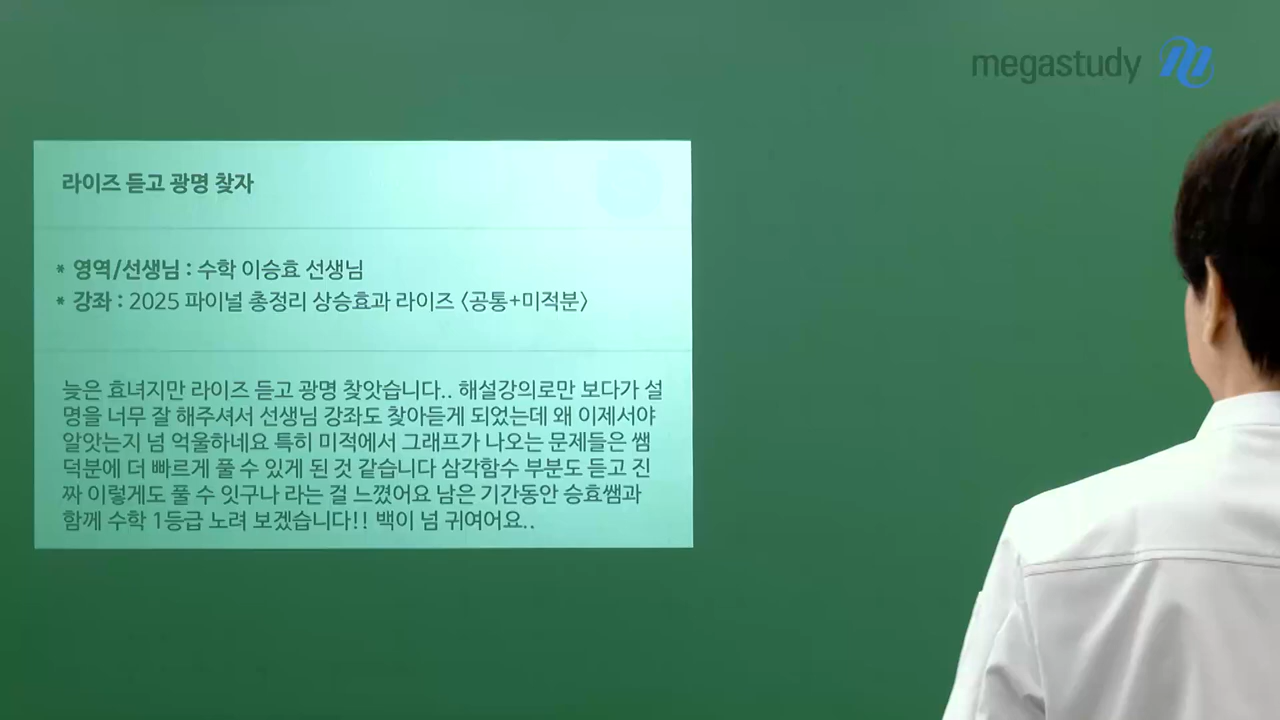 megastudy
라이즈 듣고 광명 찾자
* 영역/선생님 : 수학 이승효 선생님
* 강좌 : 2025 파이널 총정리 상승효과 라이즈 <공통+미적분>
늦은 효녀지만 라이즈 듣고 광명 찾앗습니다.. 해설강의로만 보다가 설
명을 너무 잘 해주셔서 선생님 강좌도 찾아듣게 되었는데 왜 이제서야
알앗는지 넘 억울하네요 특히 미적에서 그래프가 나오는 문제들은 쌤
덕분에 더 빠르게 풀 수 있게 된 것 같습니다 삼각함수 부분도 듣고 진
짜 이렇게도 풀 수 잇구나 라는 걸 느꼈어요 남은 기간동안 승효쌤과
함께 수학 1등급 노려 보겠습니다!! 백이 넘 귀여어요..